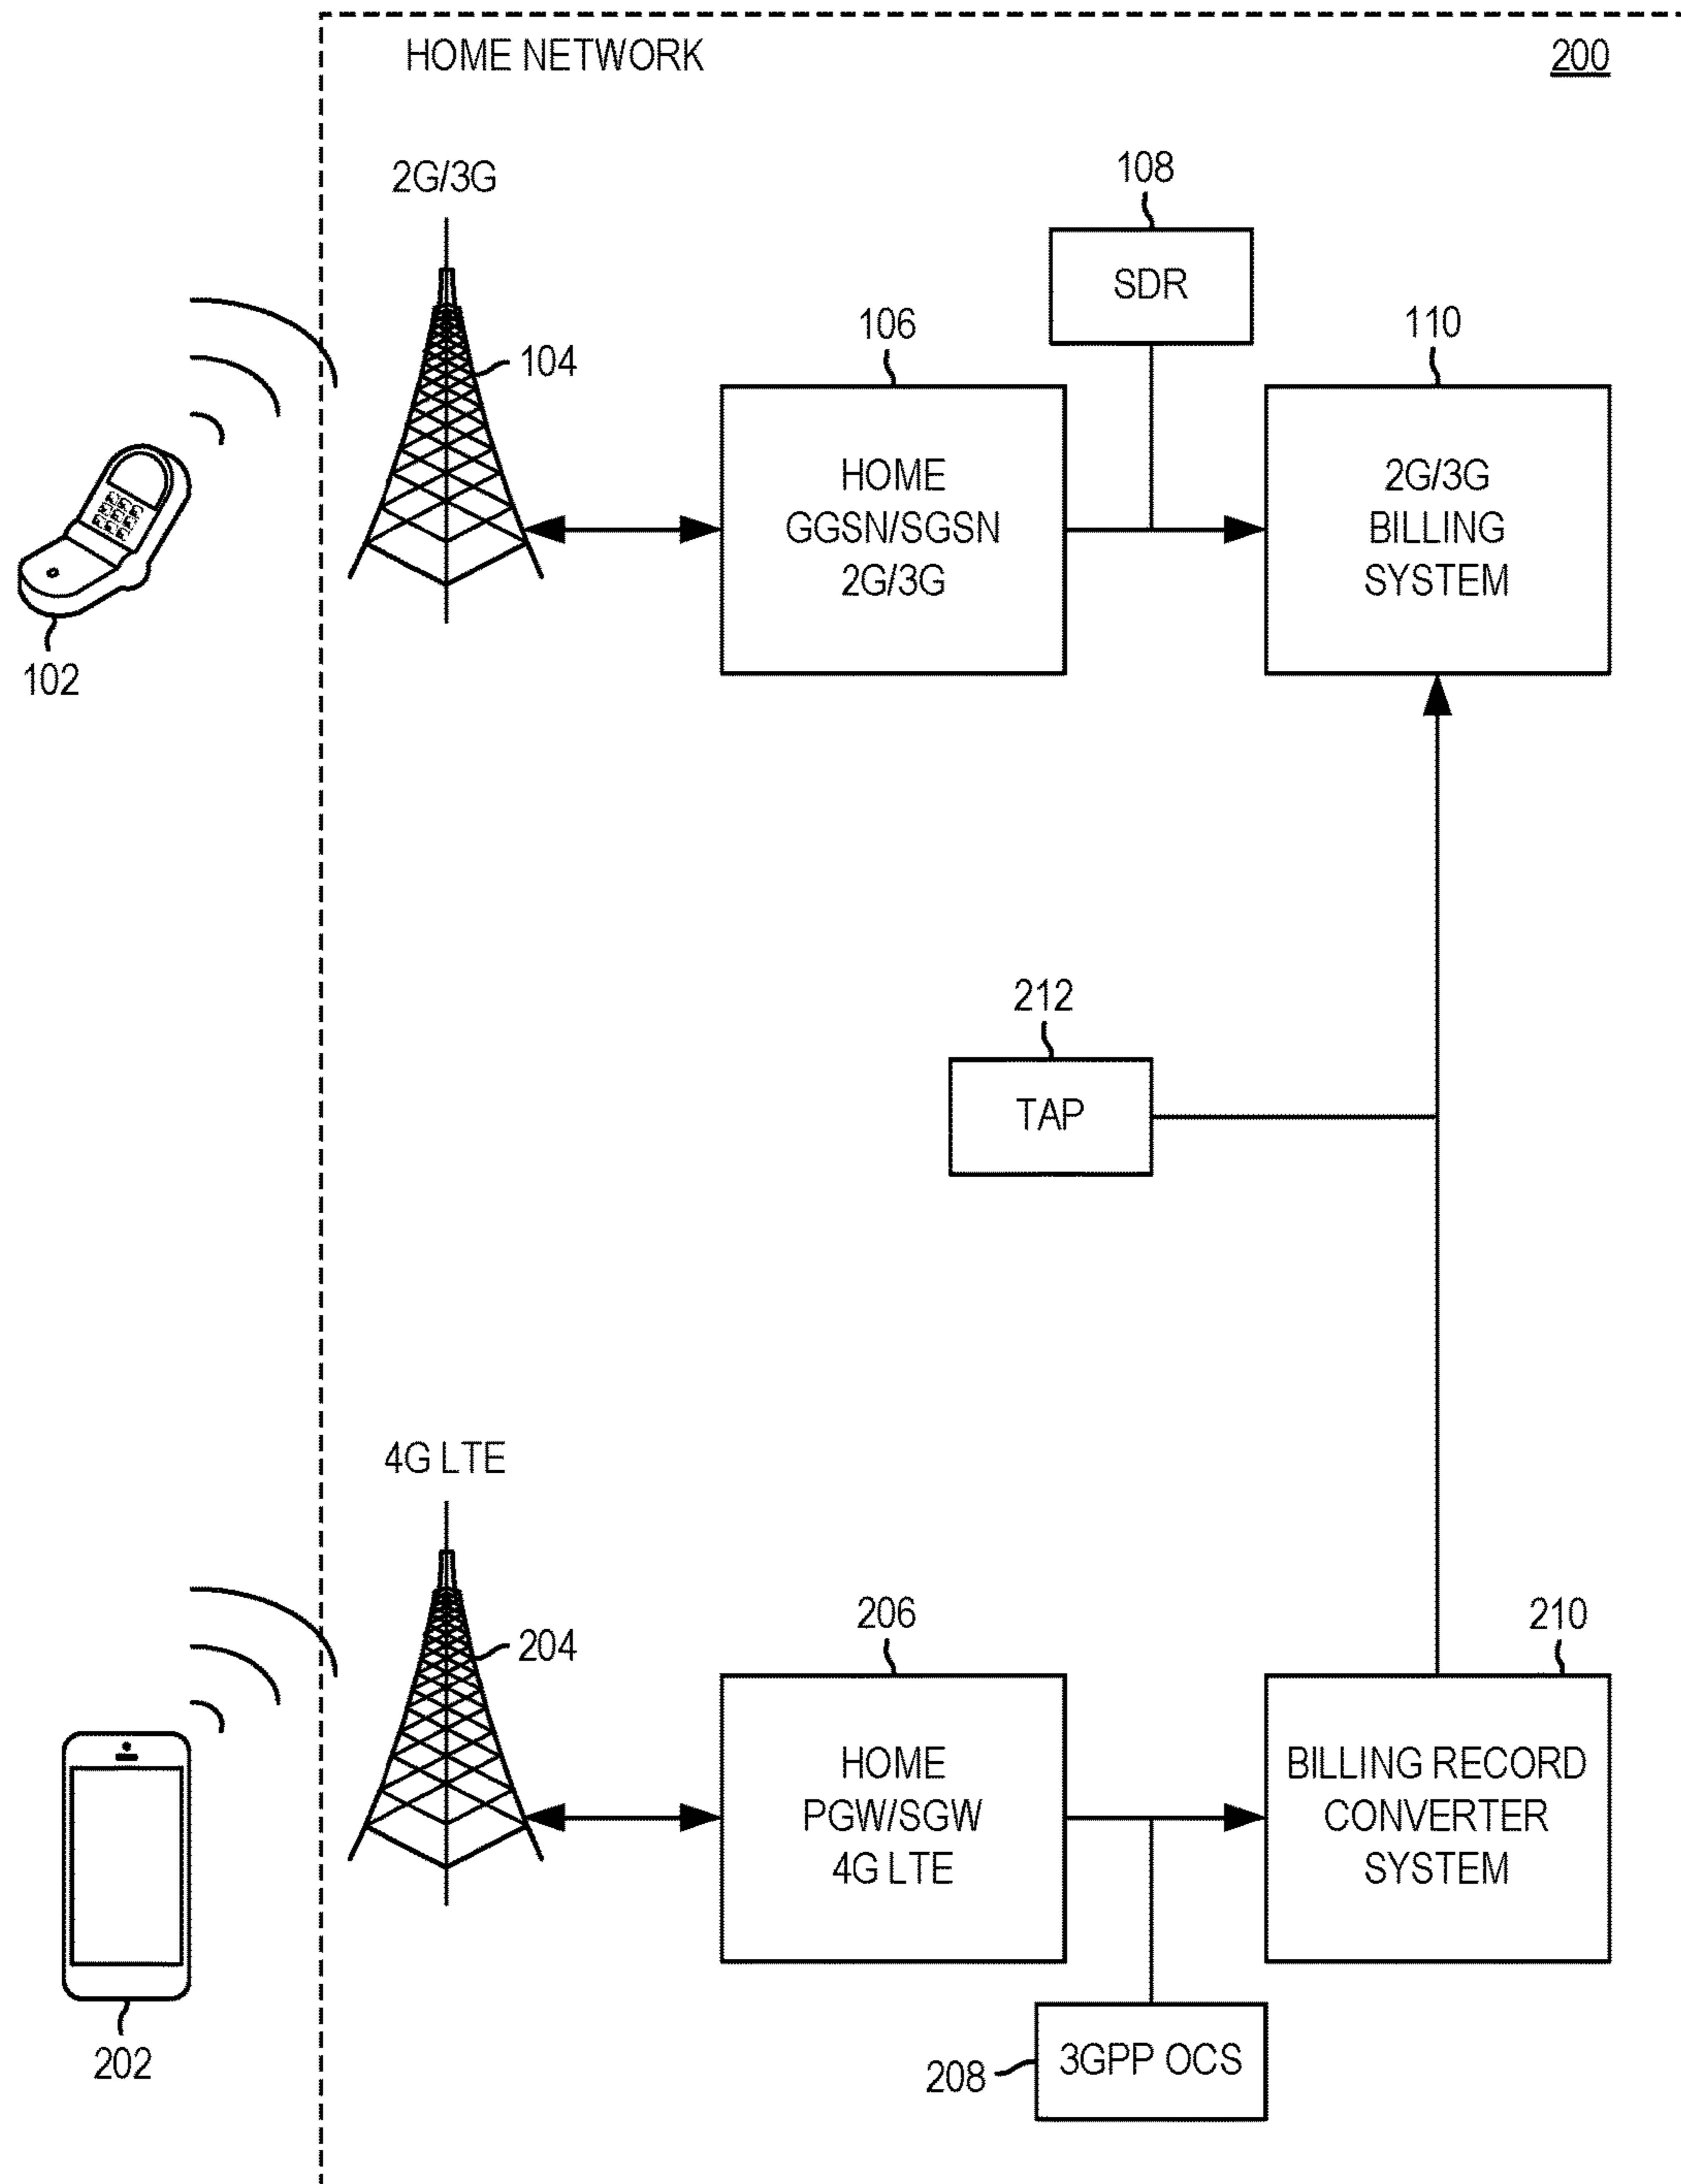 HOME NETWORK
200
2G/3G
108
SDR
106
110
104
HOME
GGSN/SGSN
2G/3G
2G/3G
BILLING
SYSTEM
102
212
TAP
4G LTE
206
210
204
HOME
PGW/SGW
4G LTE
BILLING RECORD
CONVERTER
SYSTEM
202
208
3GPP OCS